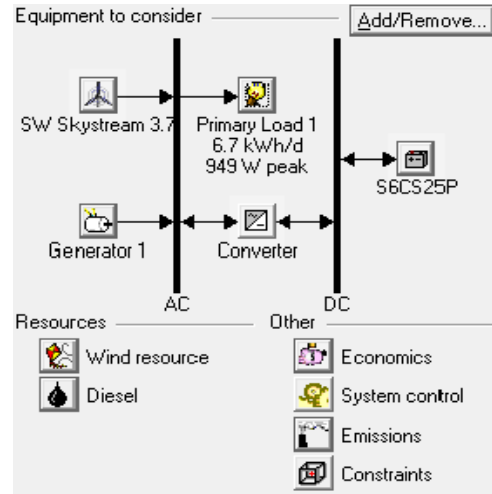 Equipment to consider
Add/Remove...
SW Skystream 3.7
Primary Load 1
6.7 kWh/d
949 W peak
S6CS25P
Generator 1
Converter
AC
DC
Resources
Other
Wind resource
Economics
Diesel
System control
Emissions
Constraints